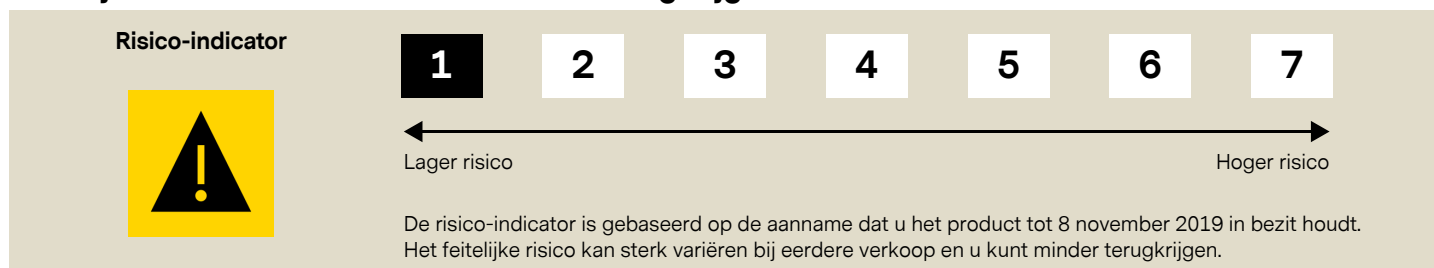 Risico-indicator
1 2 3 4 5 6 7
Lager risico Hoger risico
De risico-indicator is gebaseerd op de aanname dat u het product tot 8 november 2019 in bezit houdt.
Het feitelijke risico kan sterk variëren bij eerdere verkoop en u kunt minder terugkrijgen.